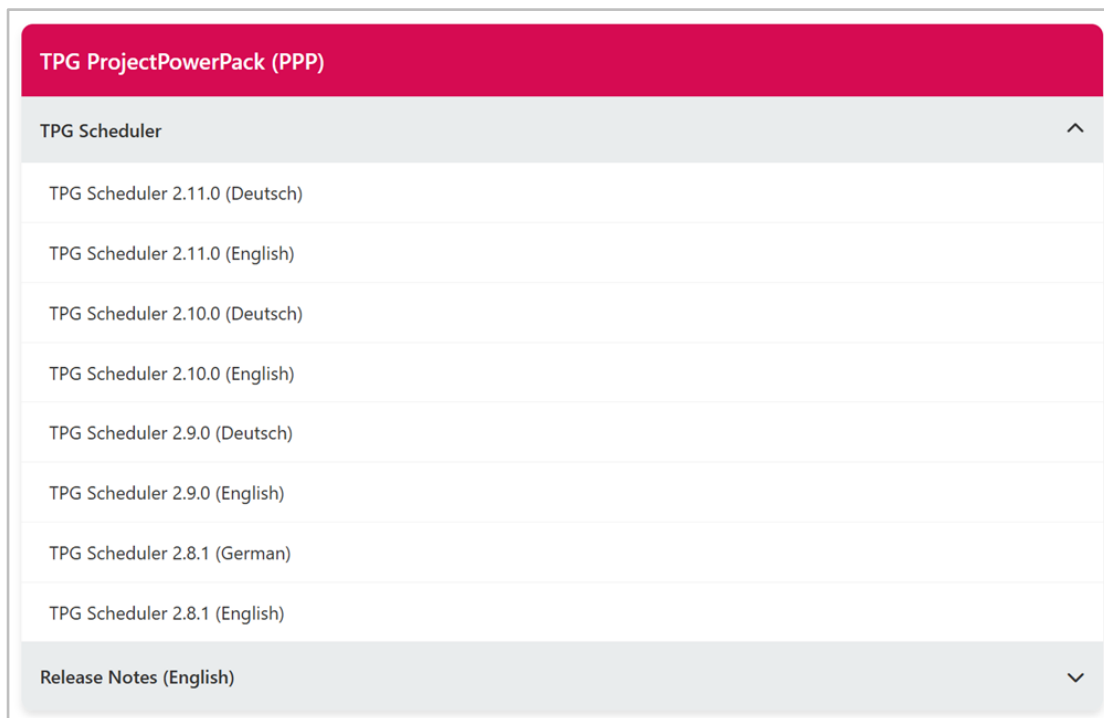 TPG ProjectPowerPack (PPP)
TPG Scheduler
TPG Scheduler 2.11.0 (Deutsch)
TPG Scheduler 2.11.0 (English)
TPG Scheduler 2.10.0 (Deutsch)
TPG Scheduler 2.10.0 (English)
TPG Scheduler 2.9.0 (Deutsch)
TPG Scheduler 2.9.0 (English)
TPG Scheduler 2.8.1 (German)
TPG Scheduler 2.8.1 (English)
Release Notes (English)